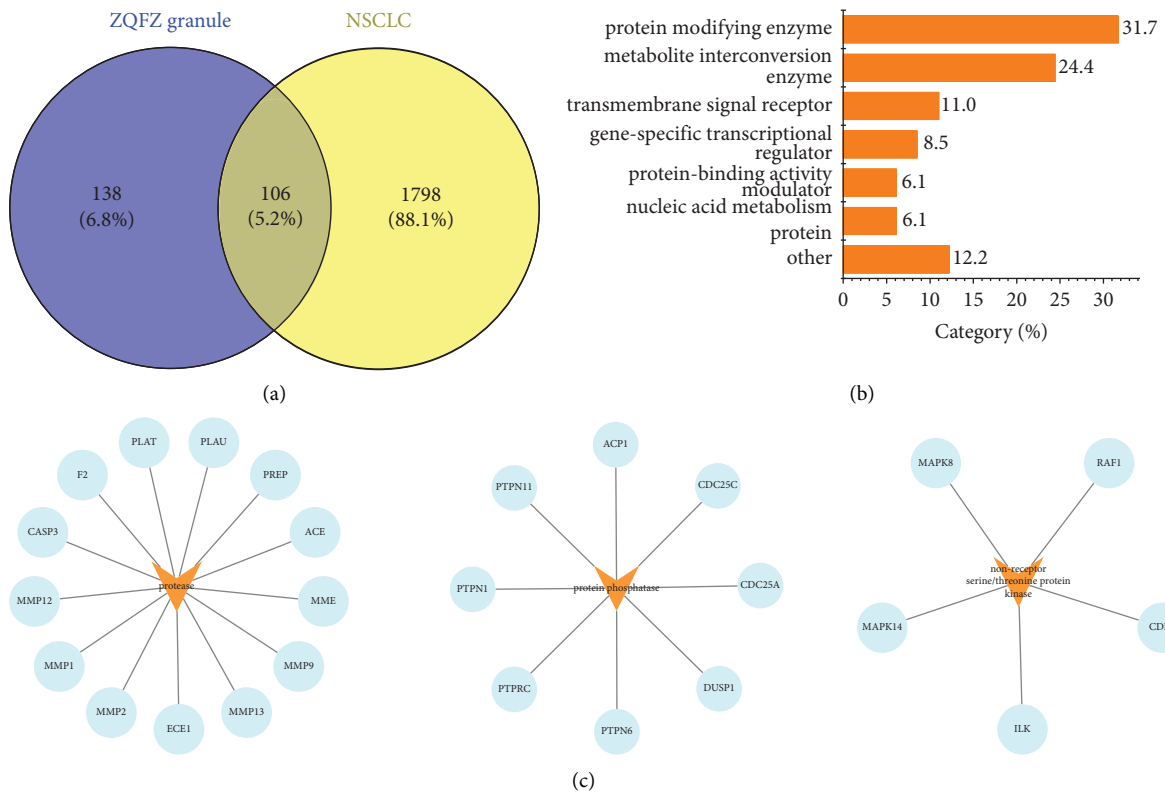 ZQFZ granule
NSCLC
138
(6.8%)
106
(5.2%)
1798
(88.1%)
(a)
protein modifying enzyme
31.7
metabolite interconversion
enzyme
24.4
transmembrane signal receptor
11.0
gene-specific transcriptional
regulator
8.5
protein-binding activity
modulator
6.1
nucleic acid metabolism
protein
6.1
other
12.2
0 5 10 15 20 25 30
Category (%)
(b)
PLAT
PLAU
F2
PREP
CASP3
ACE
protease
MMP12
MME
MMP1
MMP9
MMP2
MMP13
ECE1
ACP1
PTPN11
CDC25C
PTPN1
protein phosphatase
CDC25A
PTPRC
DUSP1
PTPN6
MAPK8
RAF1
non-receptor
serine/threonine protein
kinase
MAPK14
ILK
(c)